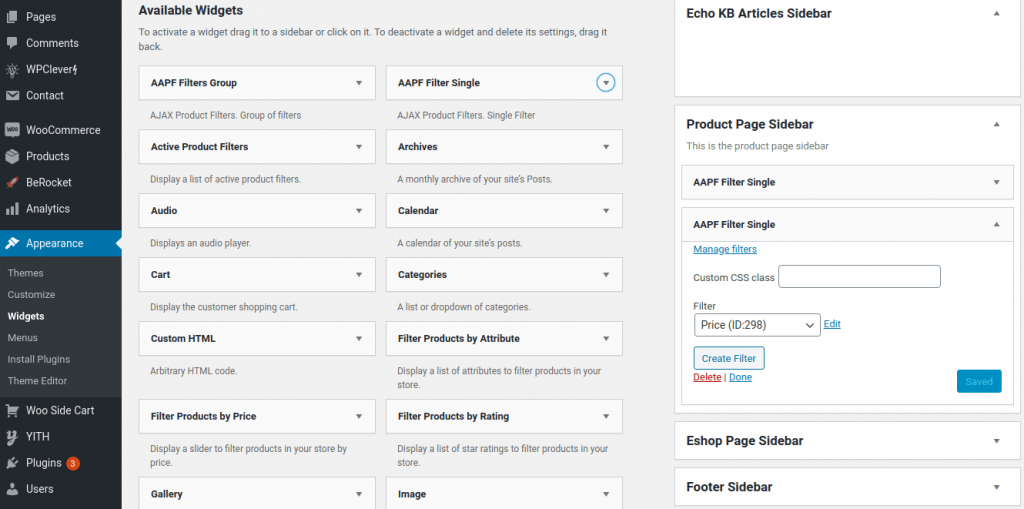 Pages
Comments
WPClever
Contact
WooCommerce
Products
BeRocket
Analytics
Appearance
Themes
Customize
Widgets
Menus
Install Plugins
Theme Editor
Woo Side Cart
YITH
Plugins 3
Users
Available Widgets
To activate a widget drag it to a sidebar or click on it. To deactivate a widget and delete its settings, drag it
back.
AAPF Filters Group
AJAX Product Filters. Group of filters
AAPF Filter Single
AJAX Product Filters. Single Filter
Active Product Filters
Display a list of active product filters.
Archives
A monthly archive of your site's Posts.
Audio
Displays an audio player.
Calendar
A calendar of your site's posts.
Cart
Display the customer shopping cart.
Categories
A list or dropdown of categories.
Custom HTML
Arbitrary HTML code.
Filter Products by Attribute
Display a list of attributes to filter products in your
store.
Filter Products by Price
Display a slider to filter products in your store by
price.
Filter Products by Rating
Display a list of star ratings to filter products in your
store.
Gallery
Image
Echo KB Articles Sidebar
Product Page Sidebar
This is the product page sidebar
AAPF Filter Single
AAPF Filter Single
Manage filters
Custom CSS class
Filter
Price (ID:298) Edit
Create Filter
Delete | Done
Saved
Eshop Page Sidebar
Footer Sidebar